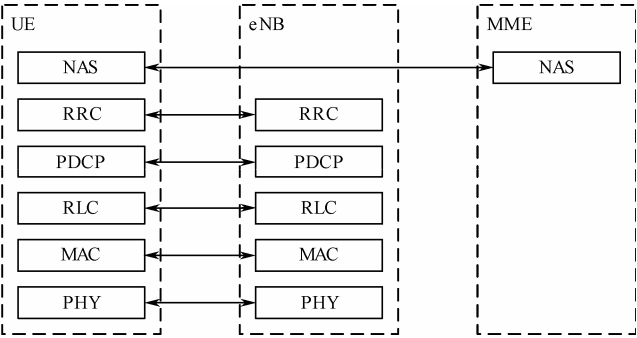 UE eNB MME
NAS NAS
RRC RRC
PDCP PDCP
RLC RLC
MAC MAC
PHY PHY